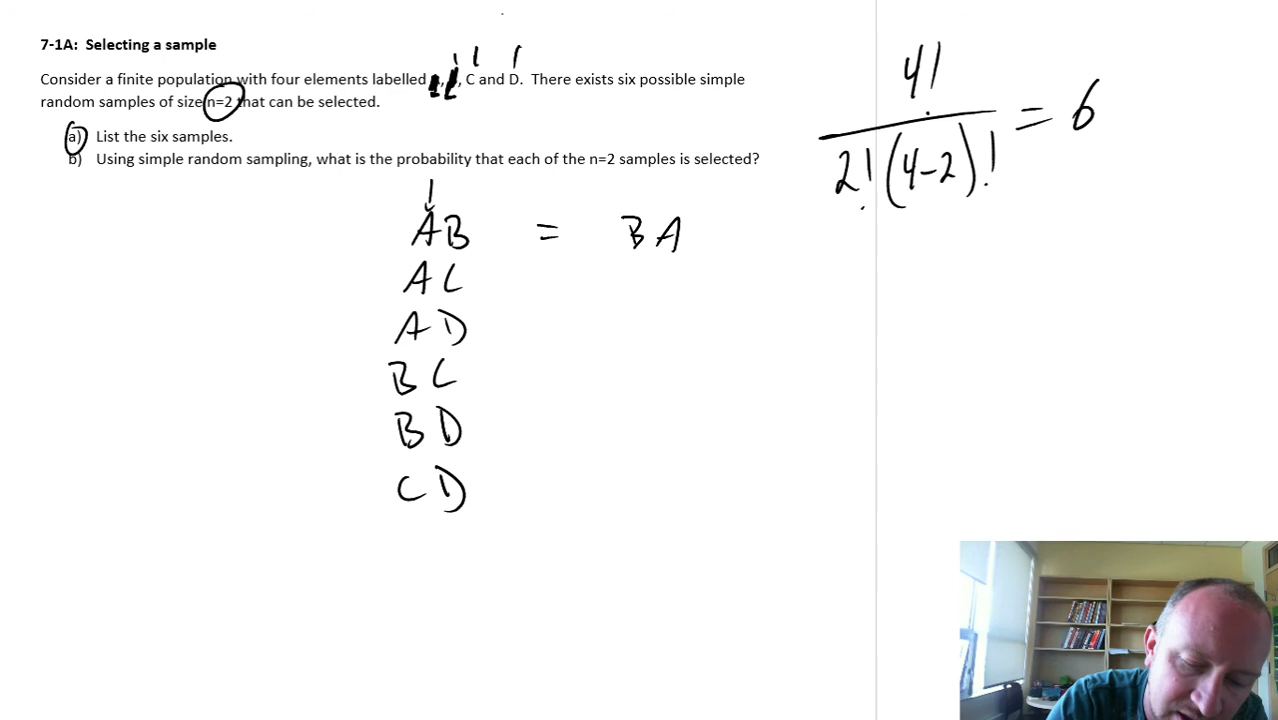 7-1A: Selecting a sample
Consider a finite population with four elements labelled , , C and D. There exists six possible simple
random samples of size n=2 that can be selected.
a) List the six samples.
b) Using simple random sampling, what is the probability that each of the n=2 samples is selected?
AB = BA
AC
AD
BC
BD
CD
4!
2!(4-2)! = 6